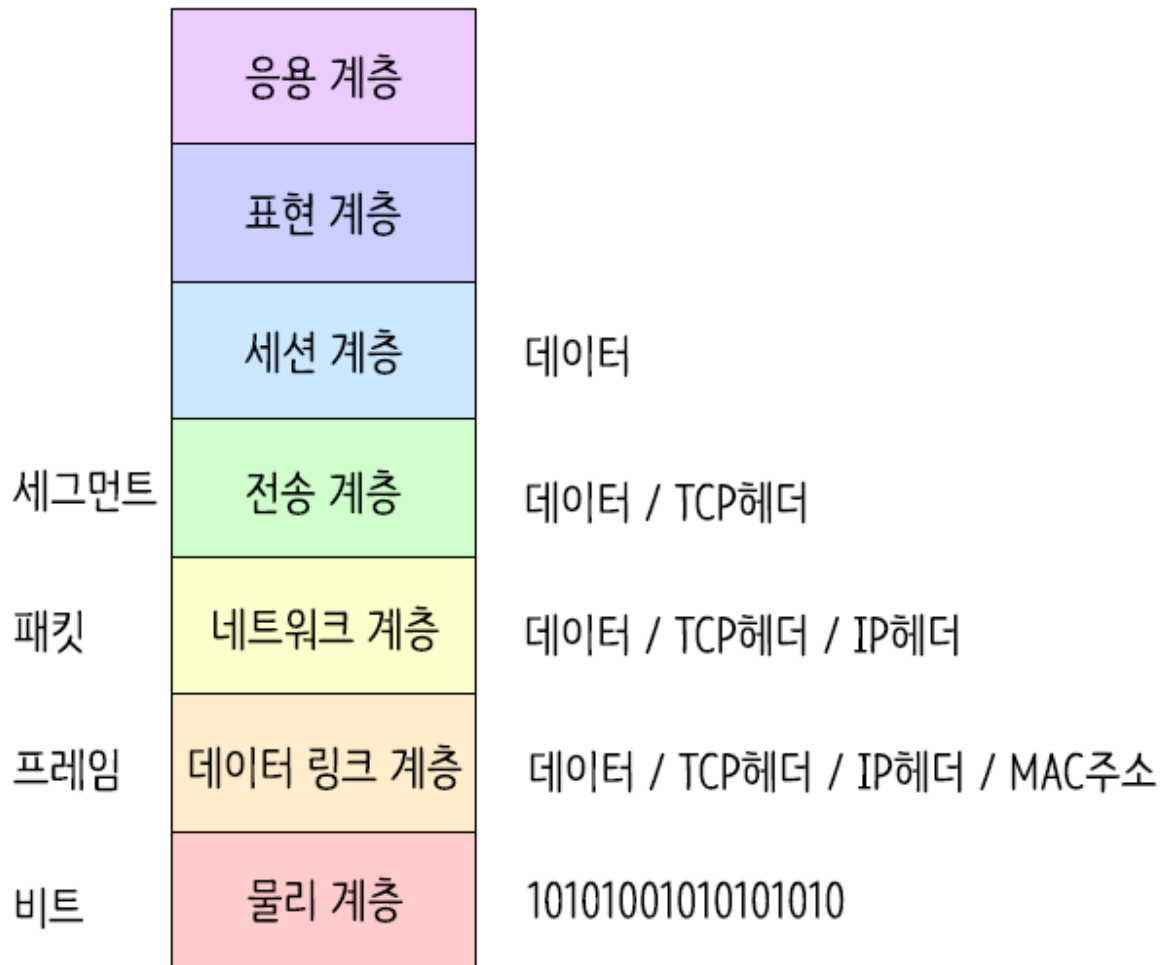 응용 계층
표현 계층
세션 계층 데이터
세그먼트 전송 계층 데이터 / TCP헤더
패킷 네트워크 계층 데이터 / TCP헤더 / IP헤더
프레임 데이터 링크 계층 데이터 / TCP헤더 / IP헤더 / MAC주소
비트 물리 계층 10101001010101010